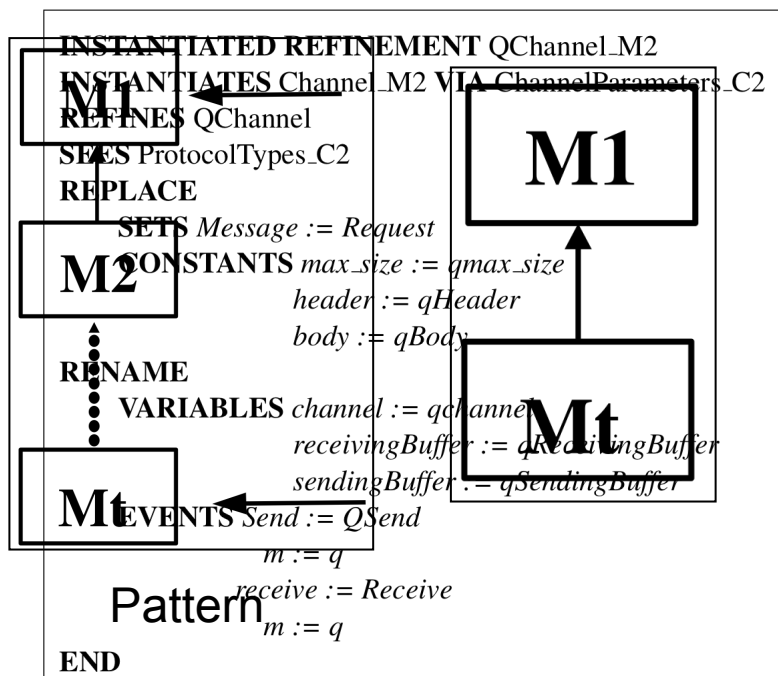 INSTANTIATED REFINEMENT QChannel_M2
INSTANTIATES Channel_M2 VIA ChannelParameters_C2
REFINES QChannel
SEES ProtocolTypes_C2
REPLACE
SETS Message := Request
CONSTANTS max_size := qmax_size
header := qHeader
body := qBody
RENAME
VARIABLES channel := qchannel
receivingBuffer := qReceivingBuffer
sendingBuffer := qSendingBuffer
EVENTS Send := QSend
m := q
receive := Receive
m := q
END
M1
M2
Mt
Pattern
M1
Mt